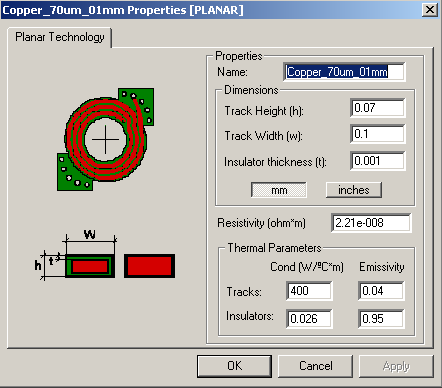 Copper_70um_01mm Properties [PLANAR]
Planar Technology
Properties
Name: Copper_70um_01mm
Dimensions
Track Height (h): 0.07
Track Width (w): 0.1
Insulator thickness (t): 0.001
mm inches
Resistivity (ohm*m) 2.21e-008
Thermal Parameters
Cond (W/ºC*m) Emissivity
Tracks: 400 0.04
Insulators: 0.026 0.95
W
t
h
OK Cancel Apply